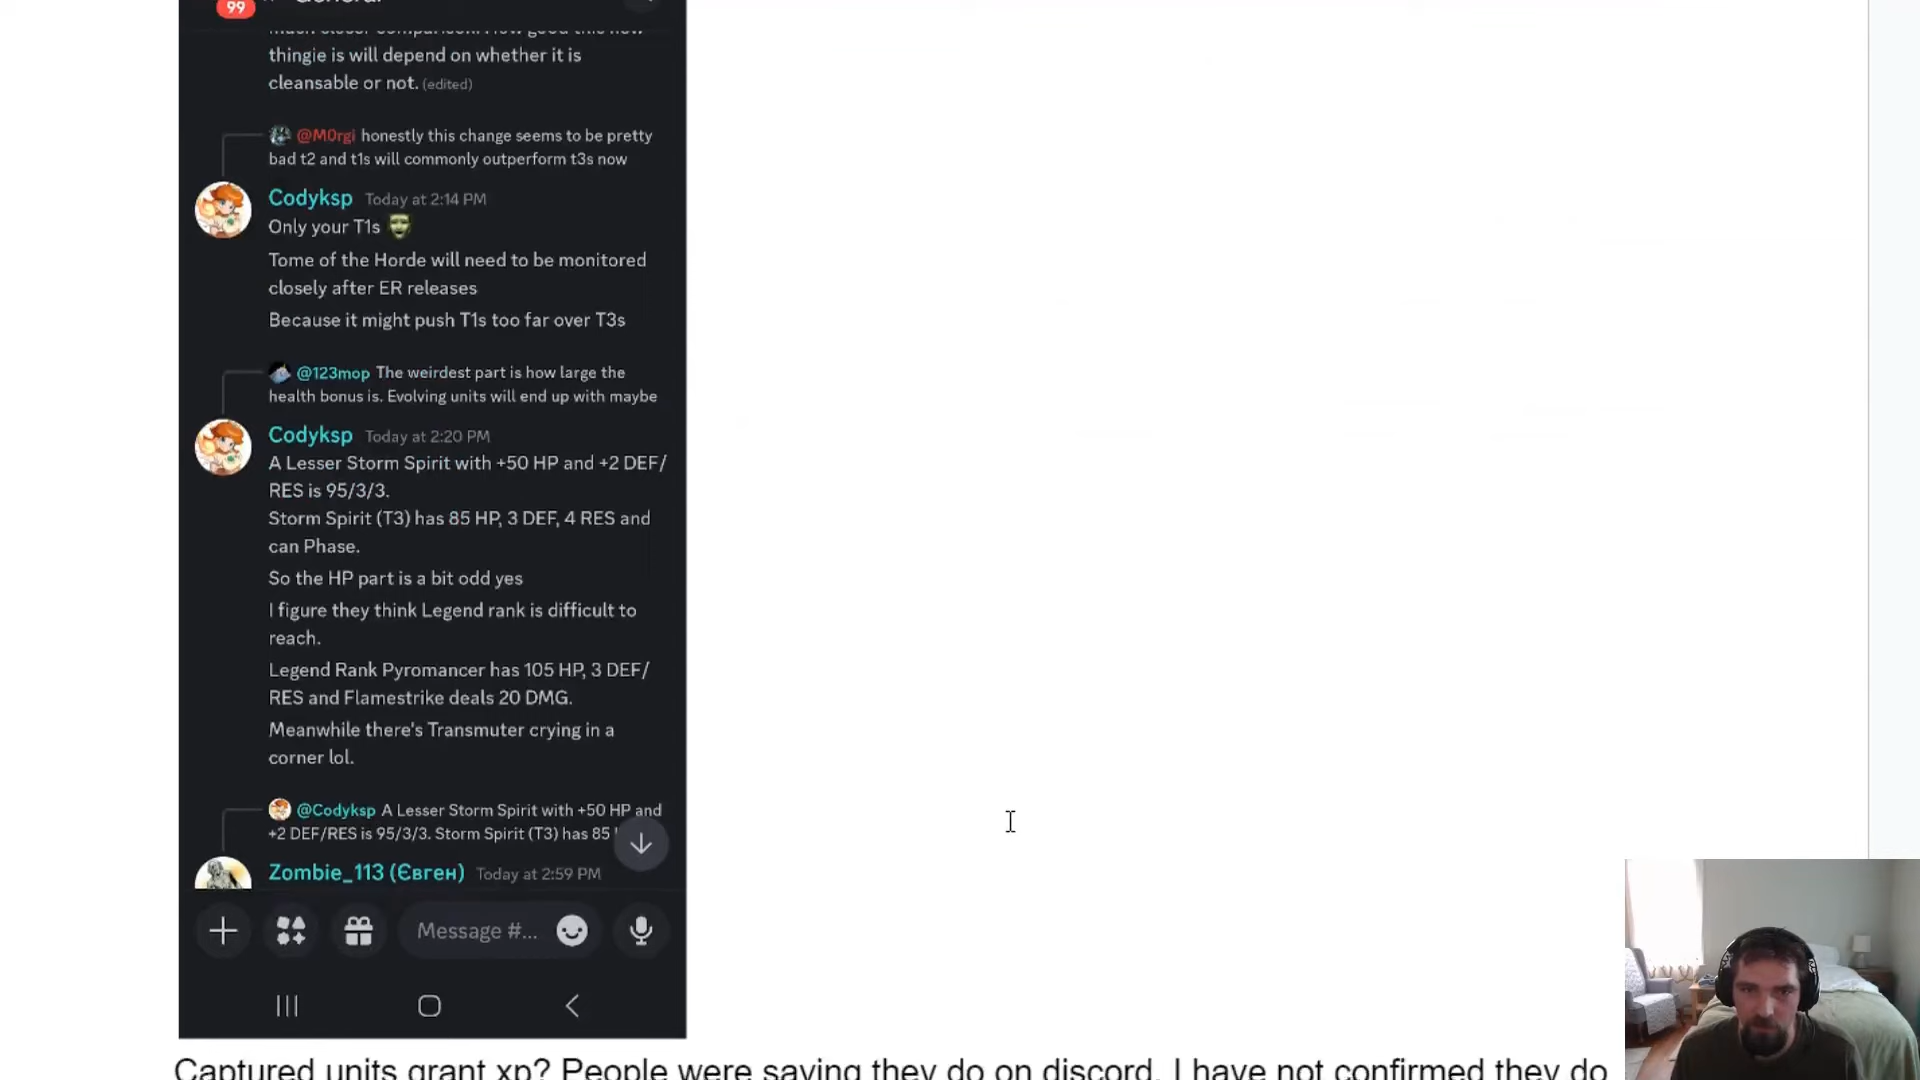 99
General
much closer comparison. How good this new
thingie is will depend on whether it is
cleansable or not. (edited)
@M0rgi honestly this change seems to be pretty
bad t2 and t1s will commonly outperform t3s now
Codyksp Today at 2:14 PM
Only your T1s
Tome of the Horde will need to be monitored
closely after ER releases
Because it might push T1s too far over T3s
@123mop The weirdest part is how large the
health bonus is. Evolving units will end up with maybe
Codyksp Today at 2:20 PM
A Lesser Storm Spirit with +50 HP and +2 DEF/
RES is 95/3/3.
Storm Spirit (T3) has 85 HP, 3 DEF, 4 RES and
can Phase.
So the HP part is a bit odd yes
I figure they think Legend rank is difficult to
reach.
Legend Rank Pyromancer has 105 HP, 3 DEF/
RES and Flamestrike deals 20 DMG.
Meanwhile there's Transmuter crying in a
corner lol.
@Codyksp A Lesser Storm Spirit with +50 HP and
+2 DEF/RES is 95/3/3. Storm Spirit (T3) has 85
Zombie_113 (Євген) Today at 2:59 PM
Message #...
Captured units grant xp? People were saying they do on discord. I have not confirmed they do